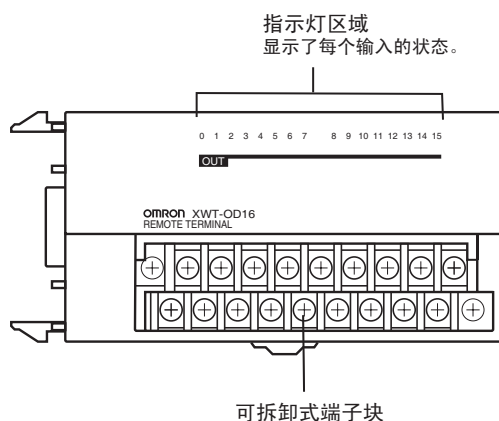 指示灯区域
显示了每个输入的状态。
0 1 2 3 4 5 6 7 8 9 10 11 12 13 14 15
OUT
OMRON XWT-OD16
REMOTE TERMINAL
可拆卸式端子块